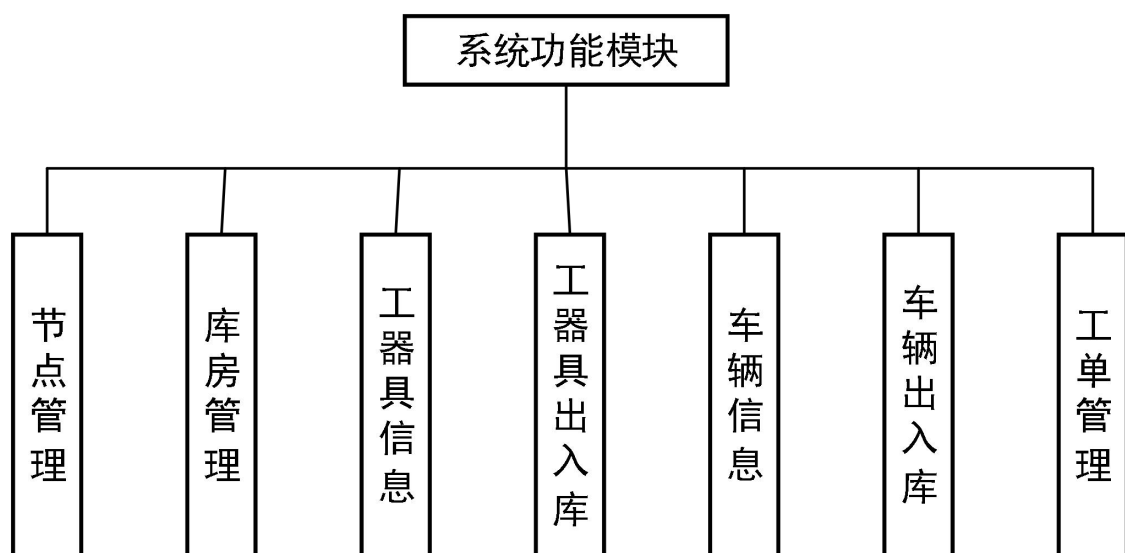 系统功能模块
节点管理
库房管理
工器具信息
工器具出入库
车辆信息
车辆出入库
工单管理